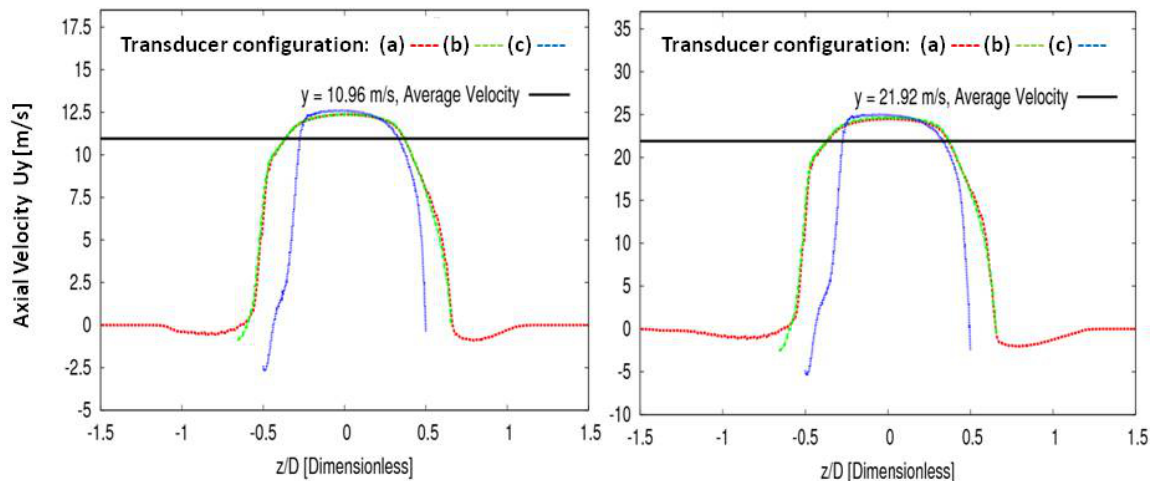 Transducer configuration: (a) (b) (c)
y = 10.96 m/s, Average Velocity
Axial Velocity Uy [m/s]
17.5
15
12.5
10
7.5
5
2.5
0
-2.5
-5
-1.5 -1 -0.5 0 0.5 1 1.5
z/D [Dimensionless]
Transducer configuration: (a) (b) (c)
y = 21.92 m/s, Average Velocity
35
30
25
20
15
10
5
0
-5
-10
-1.5 -1 -0.5 0 0.5 1 1.5
z/D [Dimensionless]